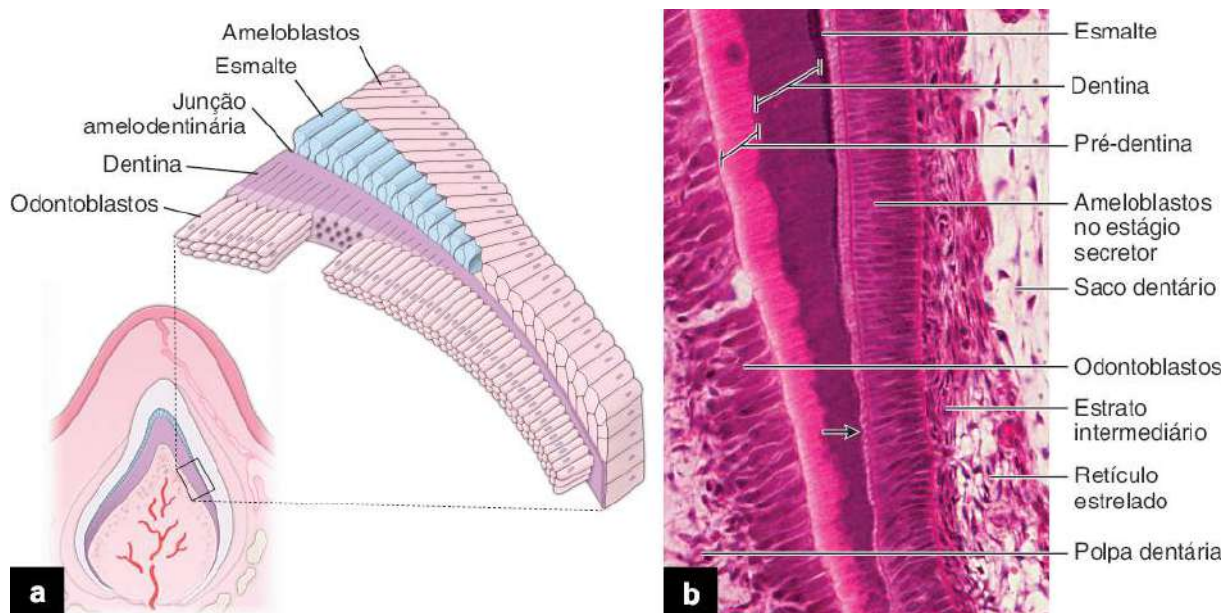 Ameloblastos
Esmalte
Junção
amelodentinária
Dentina
Odontoblastos
a
Esmalte
Dentina
Pré-dentina
Ameloblastos
no estágio
secretor
Saco dentário
Odontoblastos
Estrato
intermediário
Retículo
estrelado
Polpa dentária
b